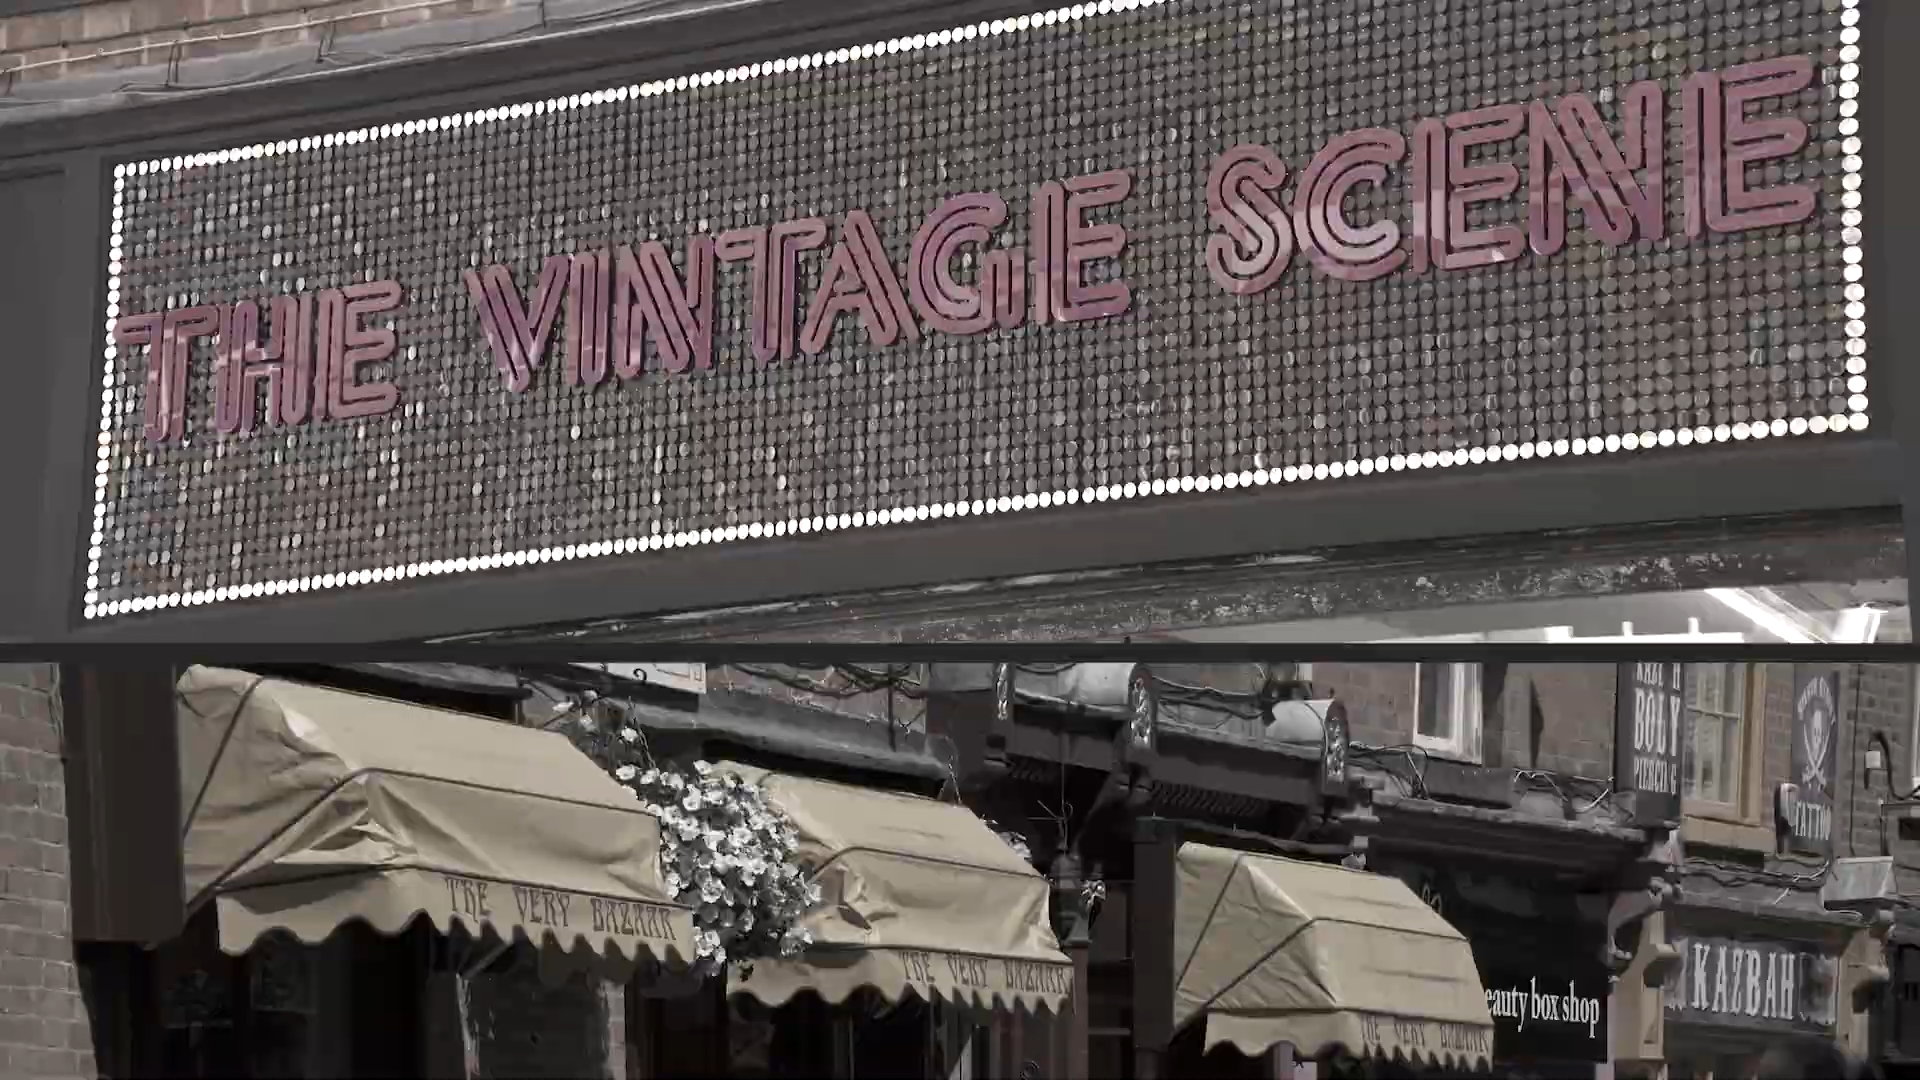 THE VINTAGE SCENE
BODY
PIERCING
TATTOO
THE VERY BAZAAR
THE VERY BAZAAR
THE VERY BAZAAR
eauty box shop
KAZBAH